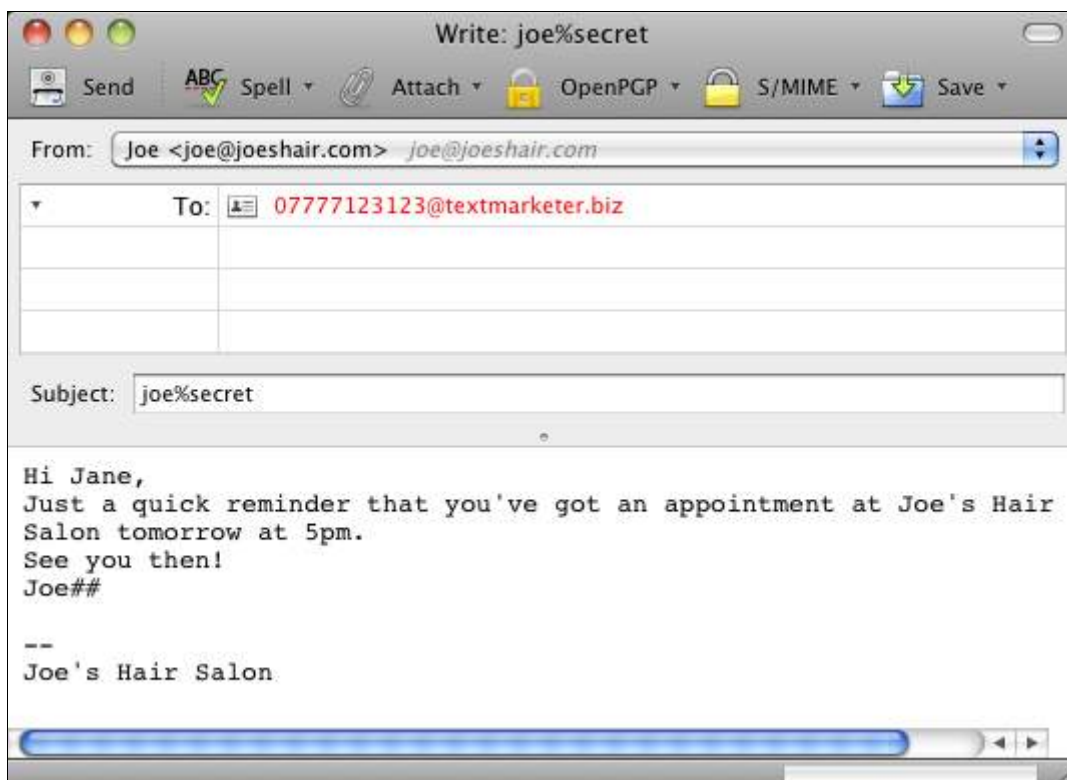 Write: joe%secret
Send ABC Spell Attach OpenPGP S/MIME Save
From: Joe <joe@joeshair.com> joe@joeshair.com
To: 07777123123@textmarketer.biz
Subject: joe%secret
Hi Jane,
Just a quick reminder that you've got an appointment at Joe's Hair
Salon tomorrow at 5pm.
See you then!
Joe##
--
Joe's Hair Salon